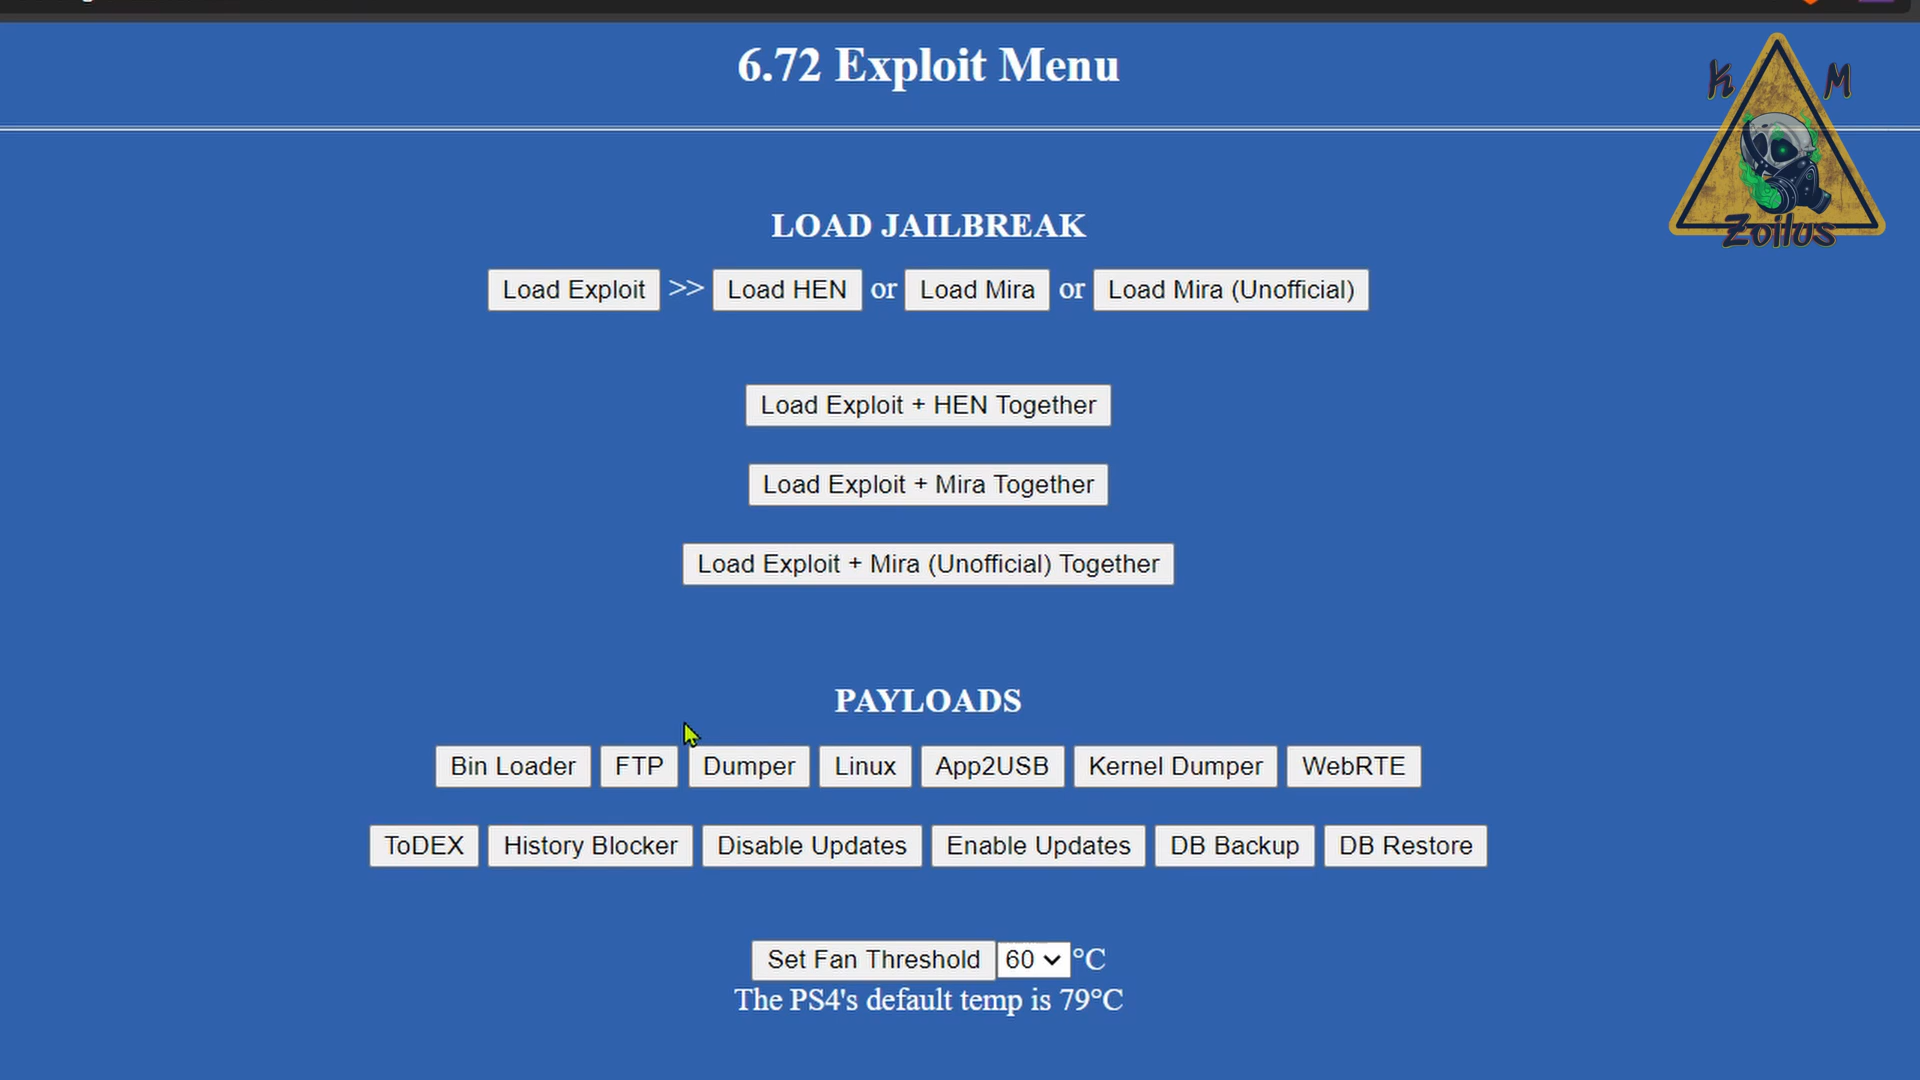 6.72 Exploit Menu
K M
Zoilus
LOAD JAILBREAK
Load Exploit >> Load HEN or Load Mira or Load Mira (Unofficial)
Load Exploit + HEN Together
Load Exploit + Mira Together
Load Exploit + Mira (Unofficial) Together
PAYLOADS
Bin Loader FTP Dumper Linux App2USB Kernel Dumper WebRTE
ToDEX History Blocker Disable Updates Enable Updates DB Backup DB Restore
Set Fan Threshold 60 °C
The PS4's default temp is 79°C